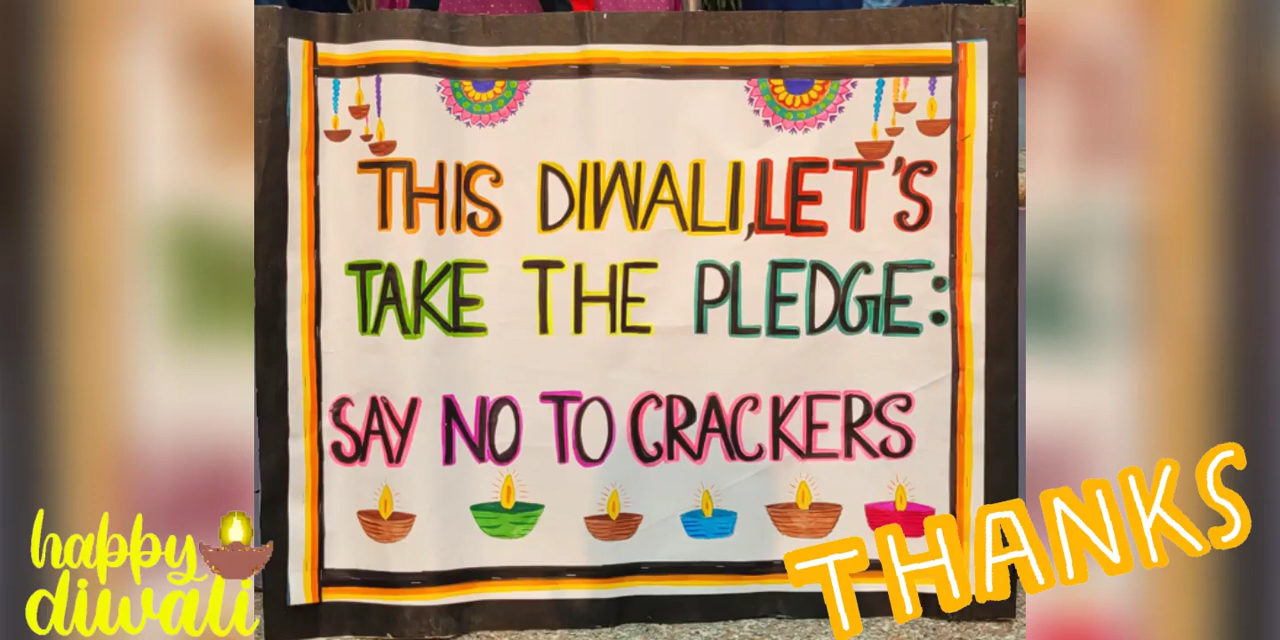 THIS DIWALI, LET'S
TAKE THE PLEDGE:
SAY NO TO CRACKERS
happy
diwali
THANKS